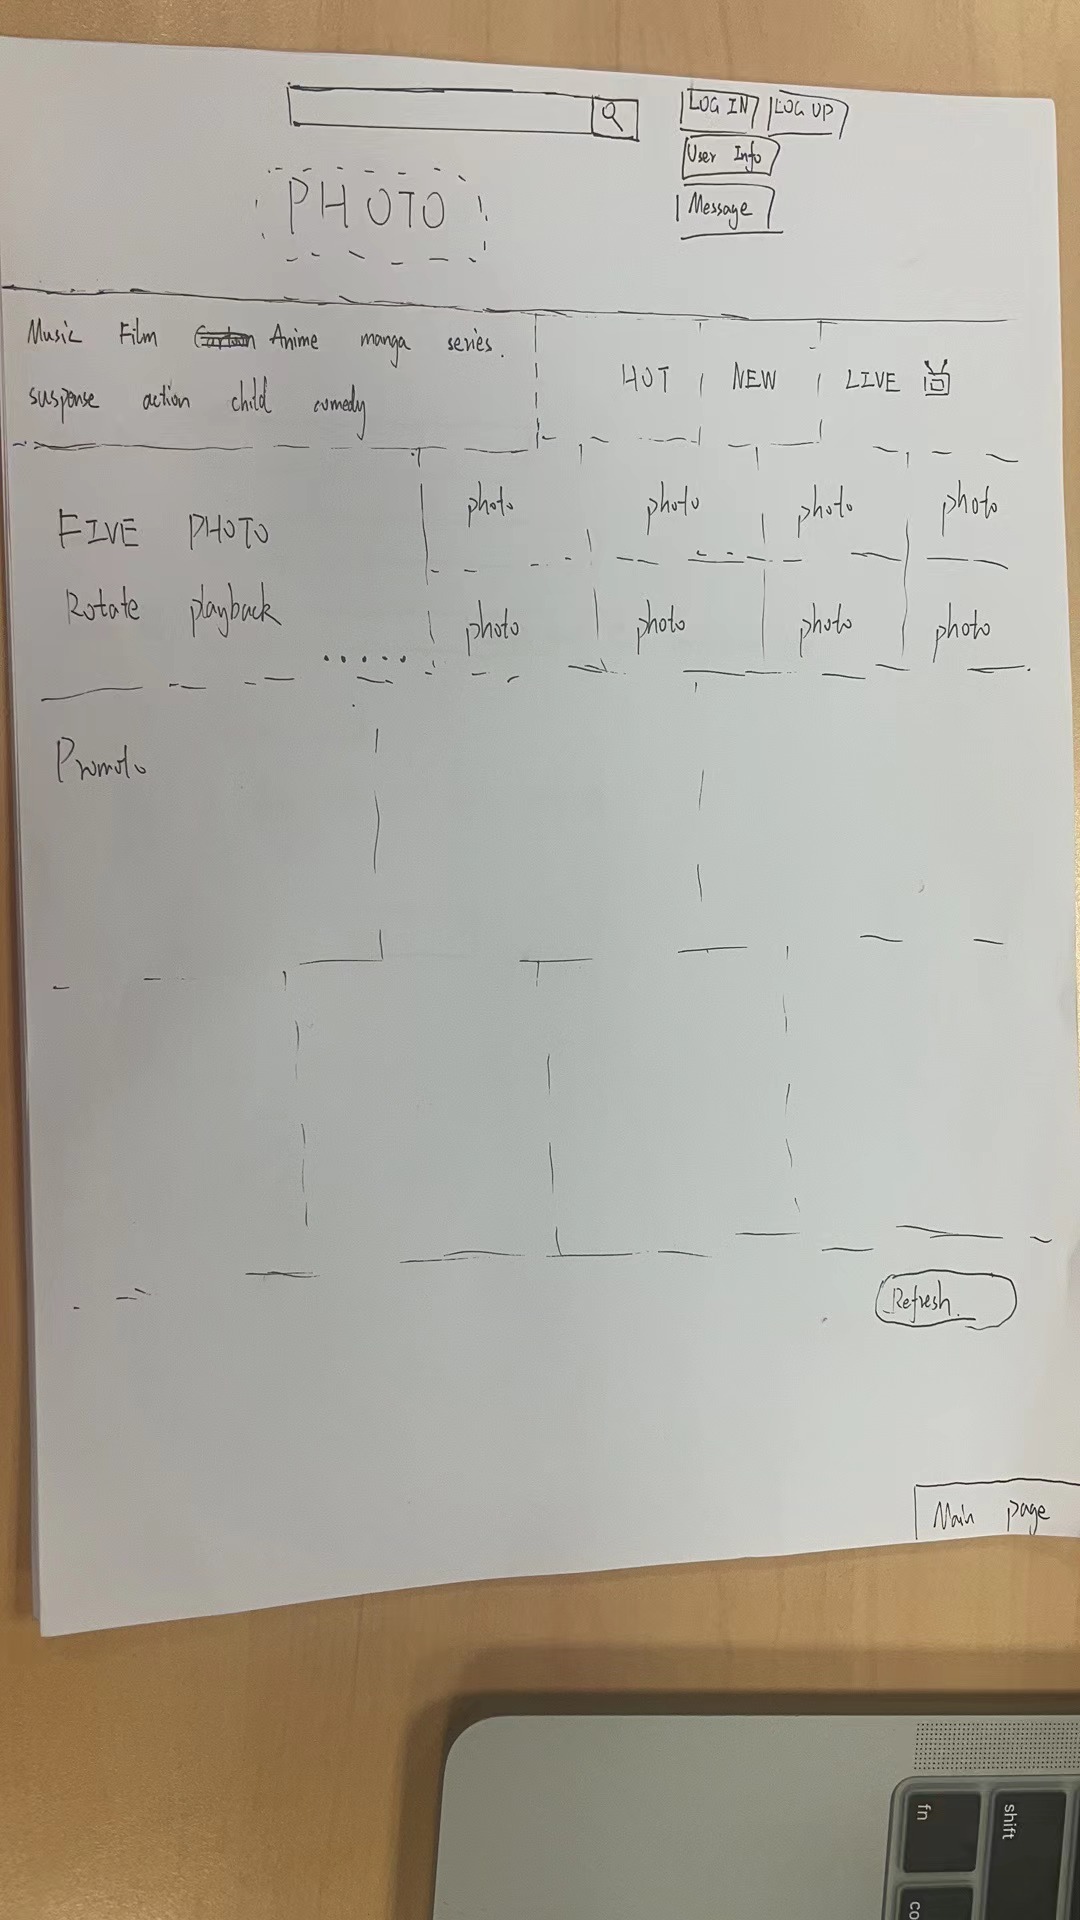 LOG IN LOG UP
User Info
PHOTO
Message
Music Film Anime manga series.
suspense action child comedy
HOT NEW LIVE
FIVE PHOTO
Rotate playback
.....
photo photo photo photo
photo photo photo photo
Refresh
Main page
fn
shift
co